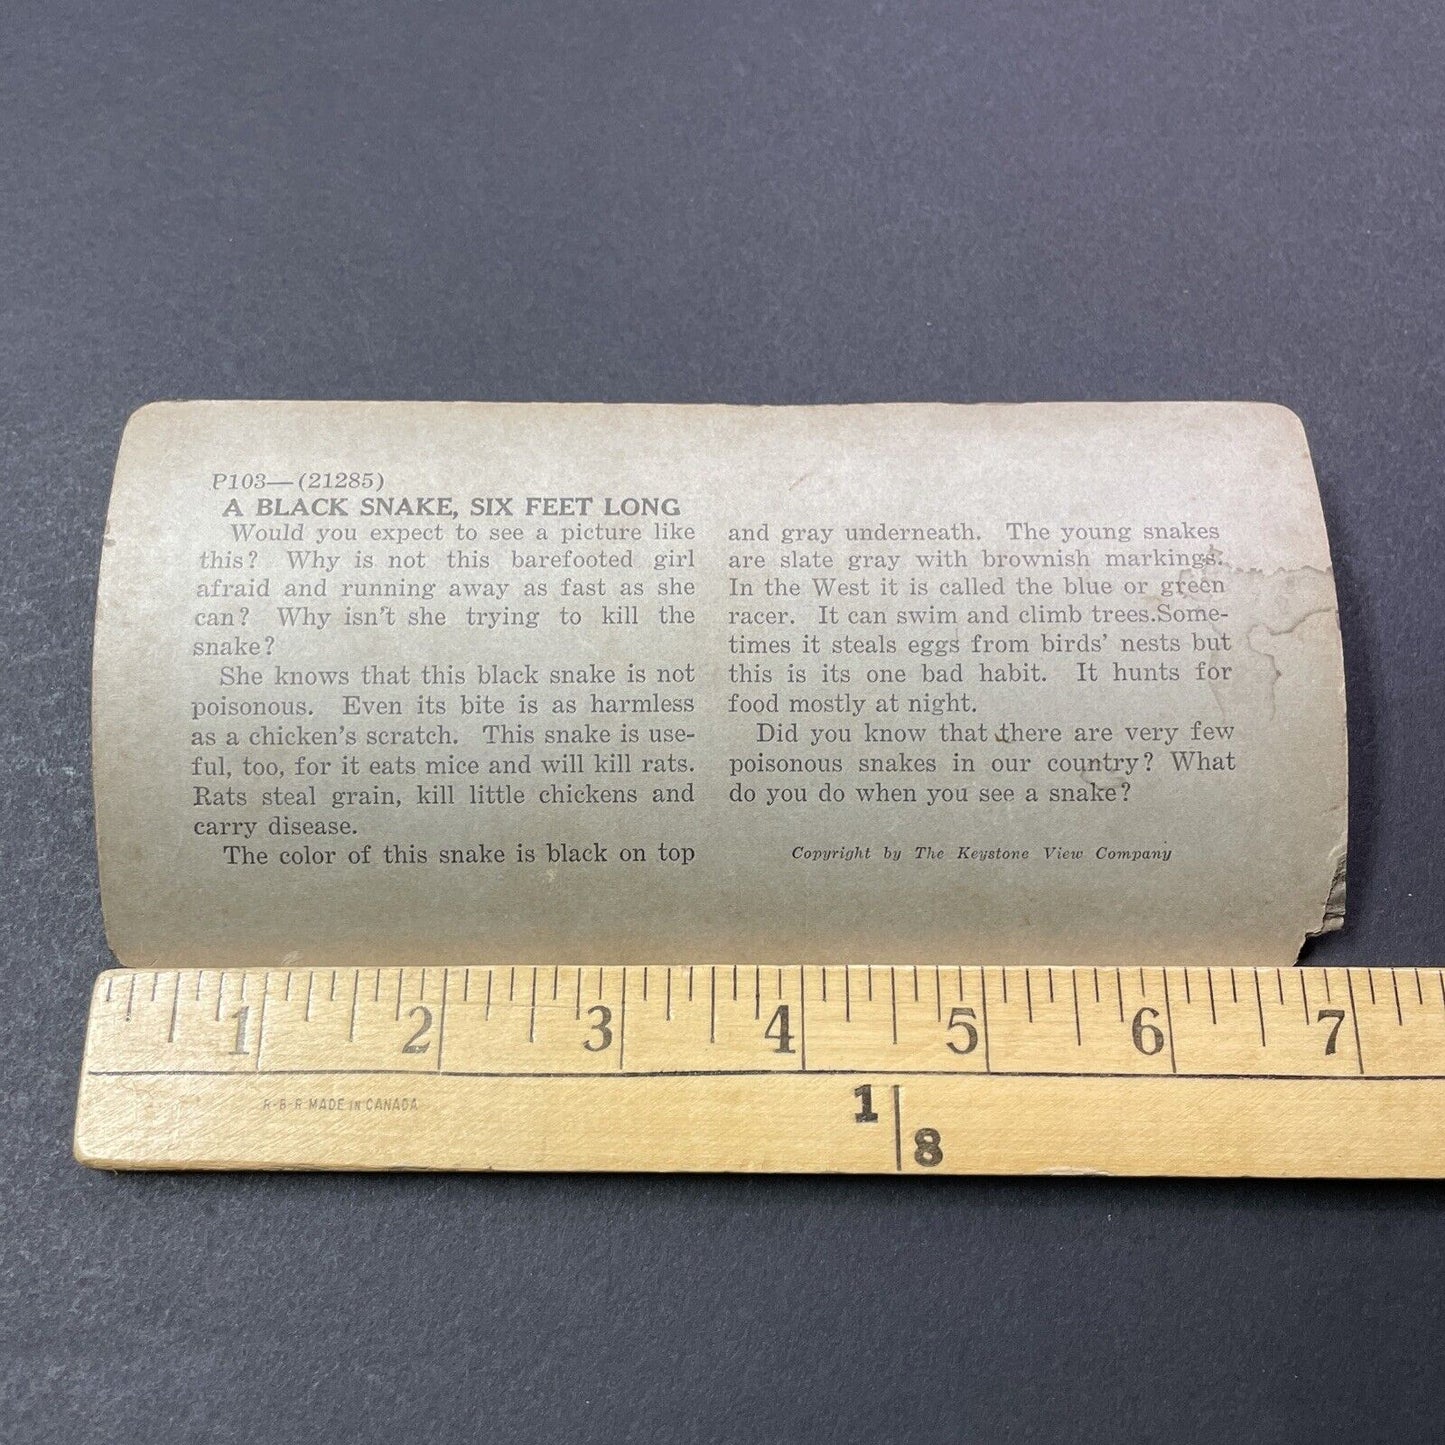 P103—(21285)
A BLACK SNAKE, SIX FEET LONG
Would you expect to see a picture like
this? Why is not this barefooted girl
afraid and running away as fast as she
can? Why isn't she trying to kill the
snake?
She knows that this black snake is not
poisonous. Even its bite is as harmless
as a chicken's scratch. This snake is use-
ful, too, for it eats mice and will kill rats.
Rats steal grain, kill little chickens and
carry disease.
The color of this snake is black on top
and gray underneath. The young snakes
are slate gray with brownish markings.
In the West it is called the blue or green
racer. It can swim and climb trees.Some-
times it steals eggs from birds' nests but
this is its one bad habit. It hunts for
food mostly at night.
Did you know that there are very few
poisonous snakes in our country? What
do you do when you see a snake?
Copyright by The Keystone View Company
1 2 3 4 5 6 7
R-B-R MADE IN CANADA
1
8